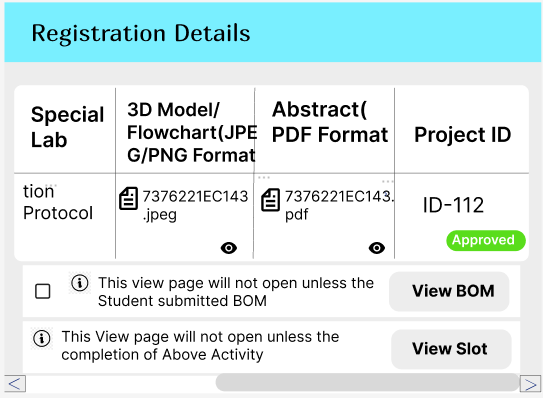 Registration Details
Special
Lab
3D Model/
Flowchart(JPE
G/PNG Format
Abstract(
PDF Format
Project ID
tion
Protocol
7376221EC143
.jpeg
7376221EC143.
pdf
ID-112
Approved
This view page will not open unless the
Student submitted BOM
View BOM
This View page will not open unless the
completion of Above Activity
View Slot